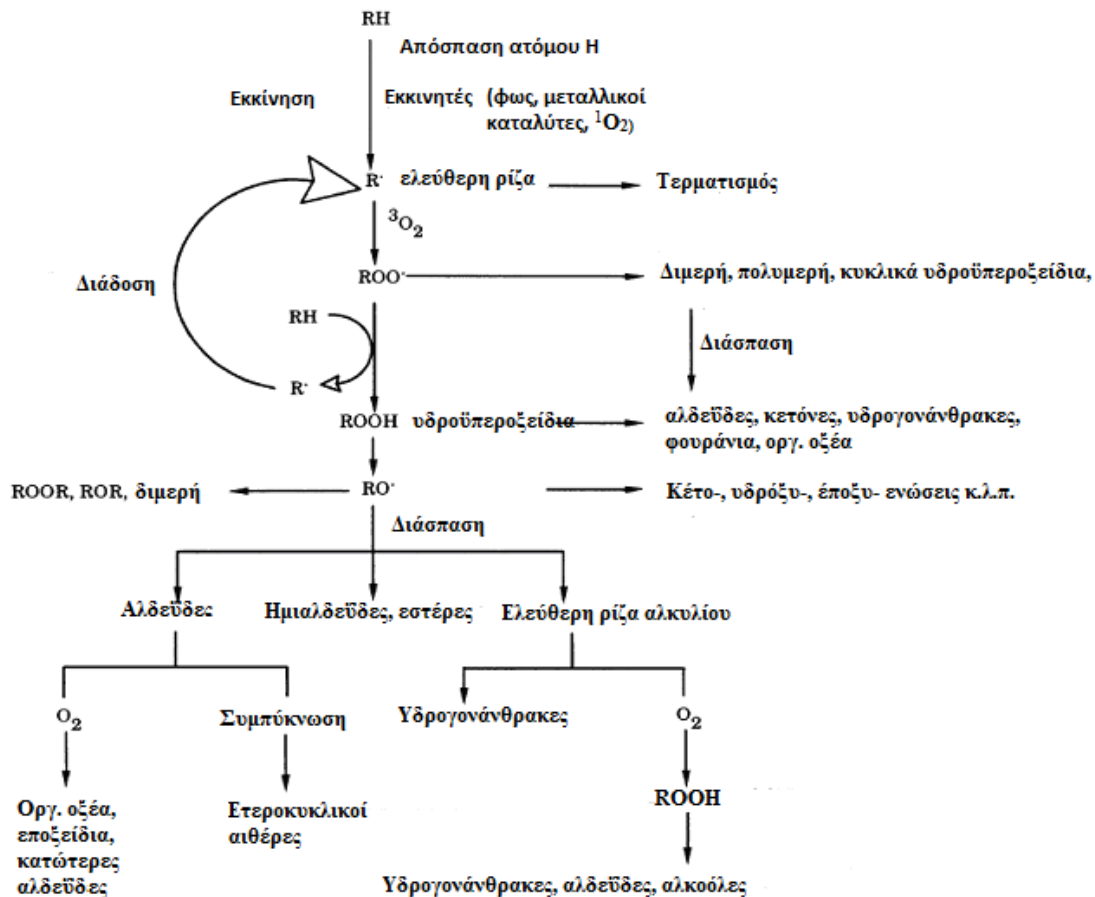 RH
Απόσπαση ατόμου Η
Εκκίνηση
Εκκινητές (φως, μεταλλικοί
καταλύτες, ¹O₂)
R· ελεύθερη ρίζα
Τερματισμός
³O₂
Διάδοση
ROO·
Διμερή, πολυμερή, κυκλικά υδροϋπεροξείδια,
RH
Διάσπαση
R·
ROOH υδροϋπεροξείδια
αλδεΰδες, κετόνες, υδρογονάνθρακες,
φουράνια, οργ. οξέα
ROOR, ROR, διμερή
RO·
Κέτο-, υδρόξυ-, έποξυ- ενώσεις κ.λ.π.
Διάσπαση
Αλδεΰδες
Ημιαλδεΰδες, εστέρες
Ελεύθερη ρίζα αλκυλίου
O₂
Συμπύκνωση
Υδρογονάνθρακες
O₂
Οργ. οξέα,
εποξείδια,
κατώτερες
αλδεΰδες
Ετεροκυκλικοί
αιθέρες
ROOH
Υδρογονάνθρακες, αλδεΰδες, αλκοόλες